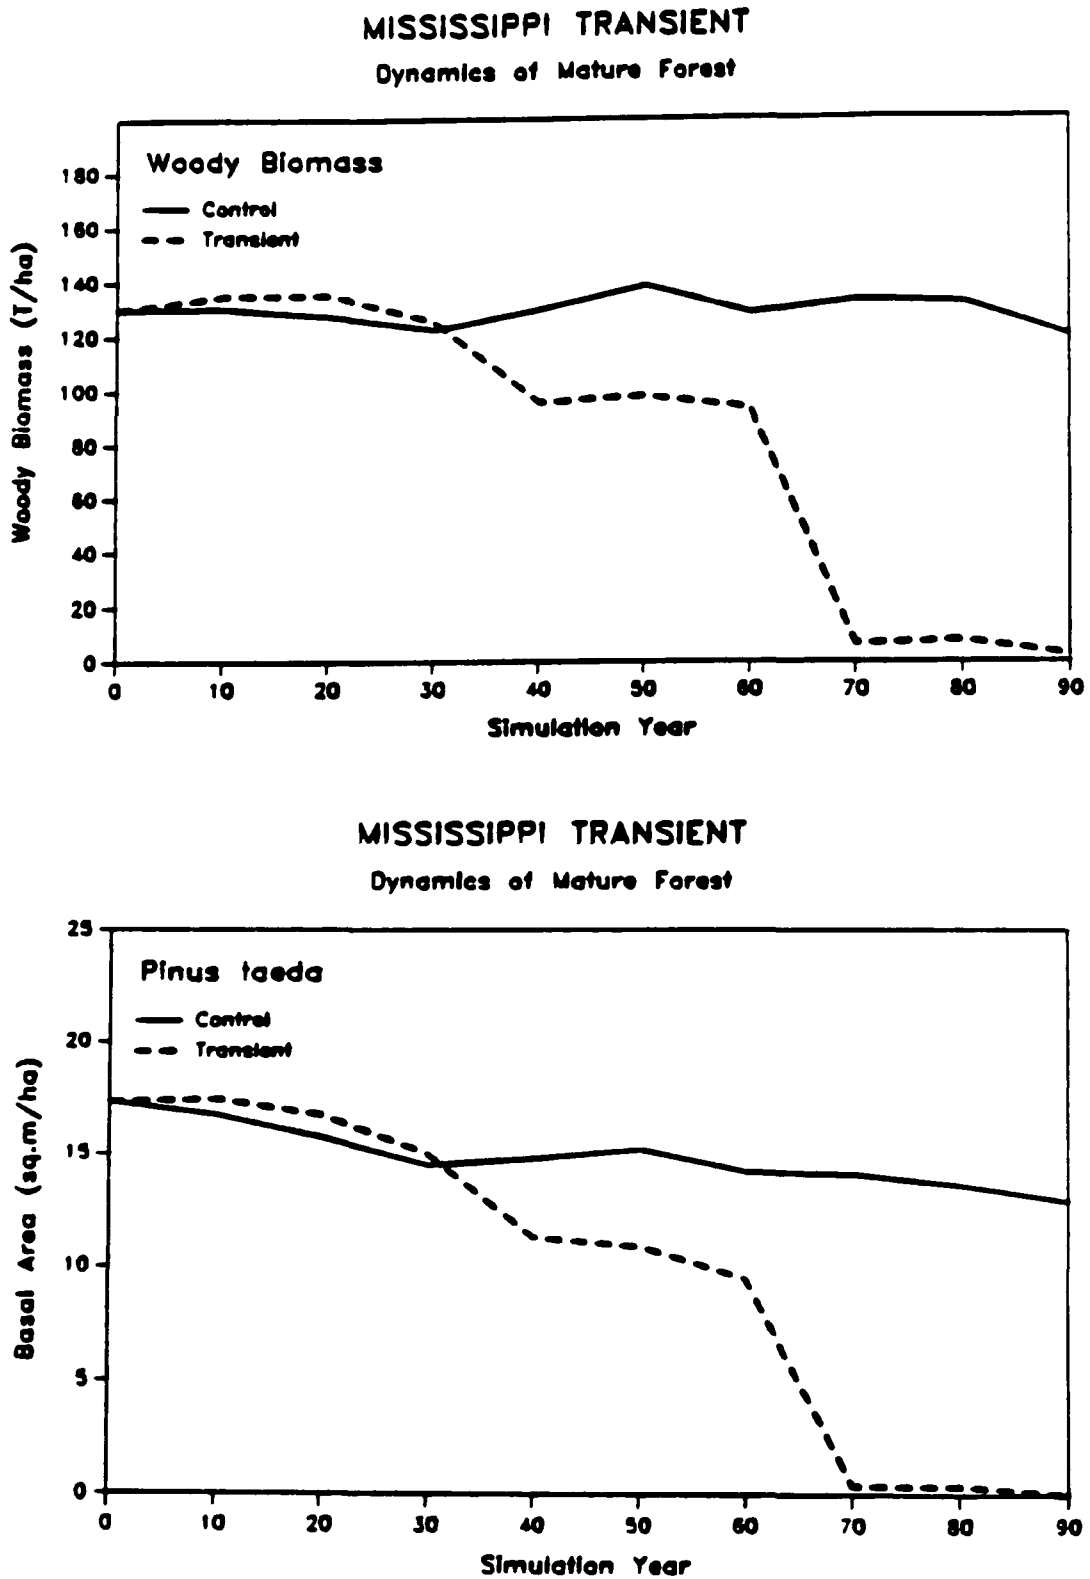 MISSISSIPPI TRANSIENT
Dynamics of Mature Forest
Woody Biomass
Control
Transient
Woody Biomass (T/ha)
180
160
140
120
100
80
60
40
20
0
0 10 20 30 40 50 60 70 80 90
Simulation Year
MISSISSIPPI TRANSIENT
Dynamics of Mature Forest
Pinus taeda
Control
Transient
Basal Area (sq.m/ha)
25
20
15
10
5
0
0 10 20 30 40 50 60 70 80 90
Simulation Year